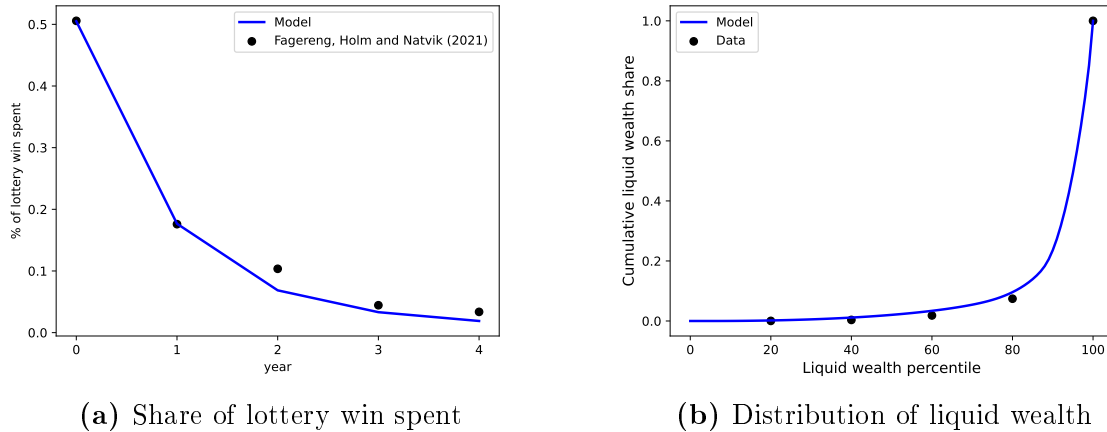 0.5
0.4
0.3
0.2
0.1
0.0
% of lottery win spent
Model
Fagereng, Holm and Natvik (2021)
0 1 2 3 4
year
(a) Share of lottery win spent
1.0
0.8
0.6
0.4
0.2
0.0
Cumulative liquid wealth share
Model
Data
0 20 40 60 80 100
Liquid wealth percentile
(b) Distribution of liquid wealth